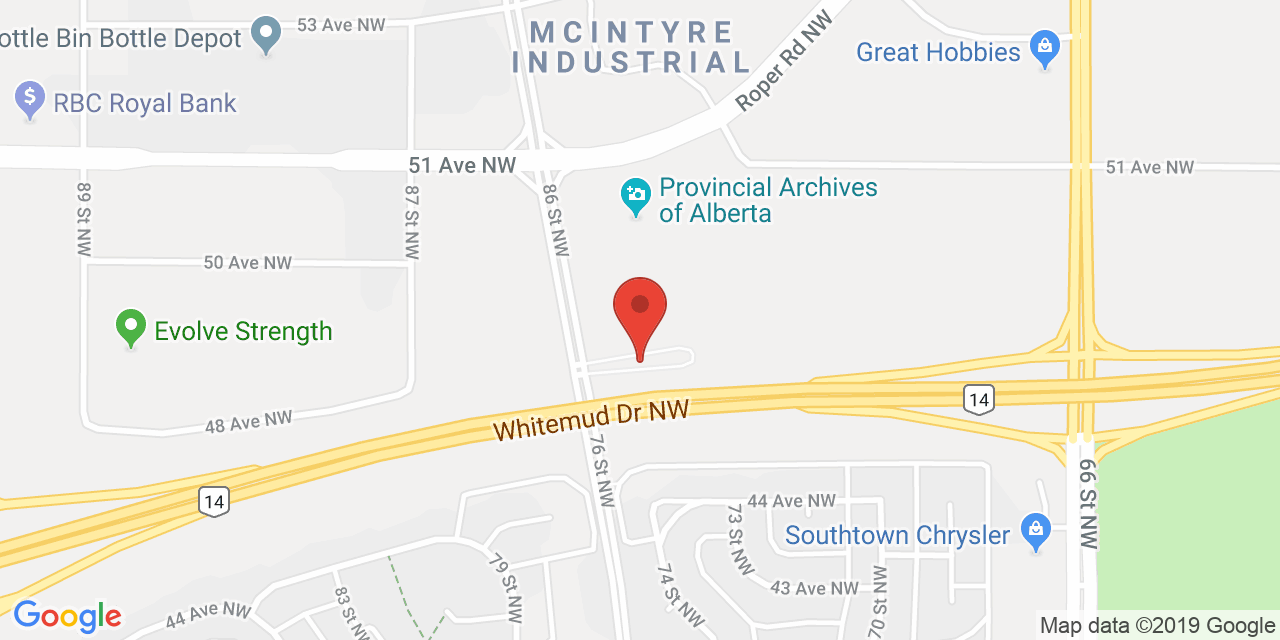 53 Ave NW
ottle Bin Bottle Depot
MCINTYRE
INDUSTRIAL
Roper Rd NW
Great Hobbies
$
RBC Royal Bank
51 Ave NW
51 Ave NW
89 St NW
87 St NW
86 St NW
Provincial Archives
of Alberta
50 Ave NW
Evolve Strength
14
Whitemud Dr NW
48 Ave NW
76 St NW
66 St NW
14
44 Ave NW
73 St NW
Southtown Chrysler
79 St NW
74 St NW
43 Ave NW
70 St NW
83 St NW
44 Ave NW
Google
Map data ©2019 Google